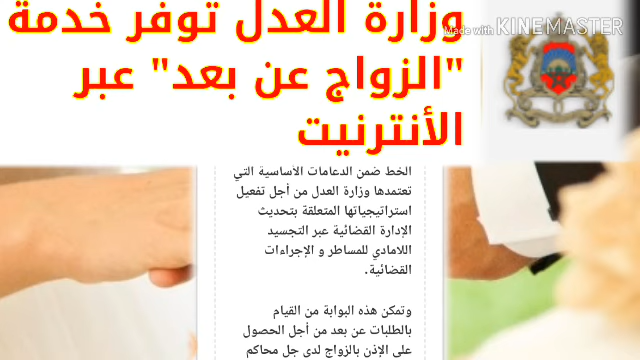 وزارة العدل توفر خدمة
"الزواج عن بعد" عبر
الأنترنيت
Made with KINEMASTER
الخط ضمن الدعامات الأساسية التي
تعتمدها وزارة العدل من أجل تفعيل
استراتيجياتها المتعلقة بتحديث
الإدارة القضائية عبر التجسيد
اللامادي للمساطر و الإجراءات
القضائية.
وتمكن هذه البوابة من القيام
بالطلبات عن بعد من أجل الحصول
على الإذن بالزواج لدى جل محاكم